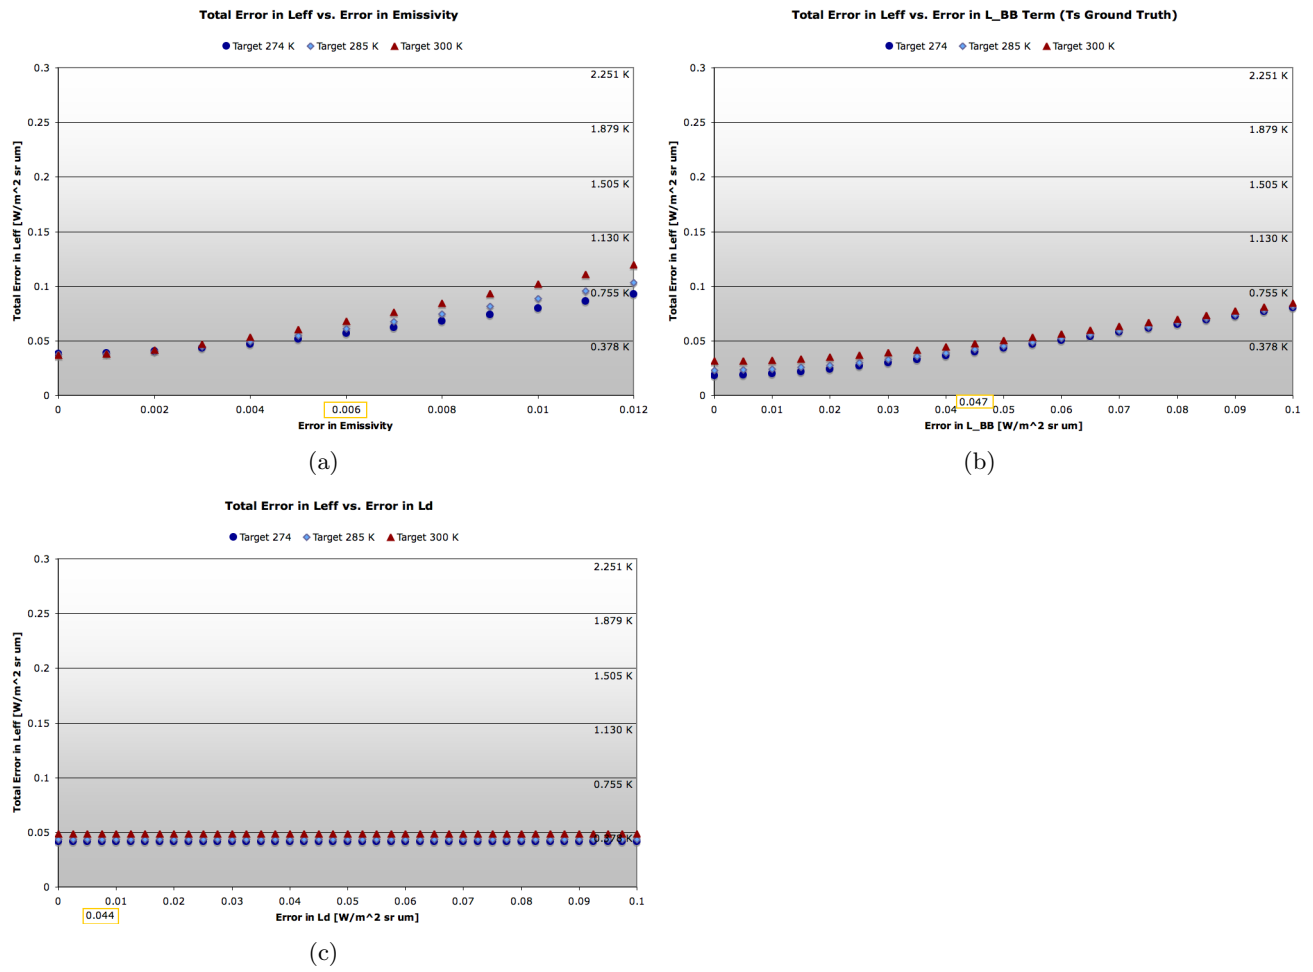 Total Error in Leff vs. Error in Emissivity
Target 274 K Target 285 K Target 300 K
Total Error in Leff [W/m^2 sr um]
0.3
0.25
0.2
0.15
0.1
0.05
0
2.251 K
1.879 K
1.505 K
1.130 K
0.755 K
0.378 K
0 0.002 0.004 0.006 0.008 0.01 0.012
Error in Emissivity
(a)
Total Error in Leff vs. Error in L_BB Term (Ts Ground Truth)
Target 274 Target 285 K Target 300 K
Total Error in Leff [W/m^2 sr um]
0.3
0.25
0.2
0.15
0.1
0.05
0
2.251 K
1.879 K
1.505 K
1.130 K
0.755 K
0.378 K
0 0.01 0.02 0.03 0.04 0.05 0.06 0.07 0.08 0.09 0.1
0.047
Error in L_BB [W/m^2 sr um]
(b)
Total Error in Leff vs. Error in Ld
Target 274 Target 285 K Target 300 K
Total Error in Leff [W/m^2 sr um]
0.3
0.25
0.2
0.15
0.1
0.05
0
2.251 K
1.879 K
1.505 K
1.130 K
0.755 K
0.378 K
0 0.01 0.02 0.03 0.04 0.05 0.06 0.07 0.08 0.09 0.1
0.044
Error in Ld [W/m^2 sr um]
(c)